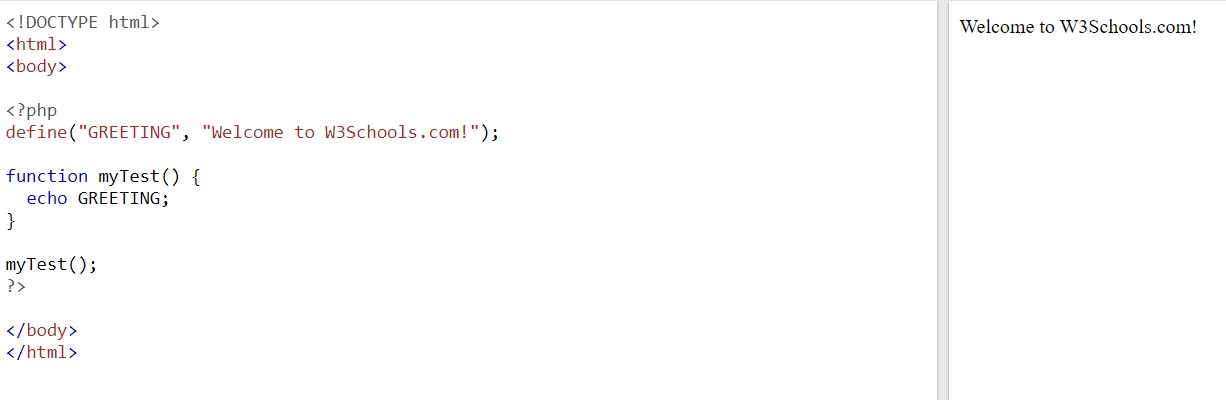 <!DOCTYPE html>
<html>
<body>
<?php
define("GREETING", "Welcome to W3Schools.com!");
function myTest() {
  echo GREETING;
}
myTest();
?>
</body>
</html>
Welcome to W3Schools.com!